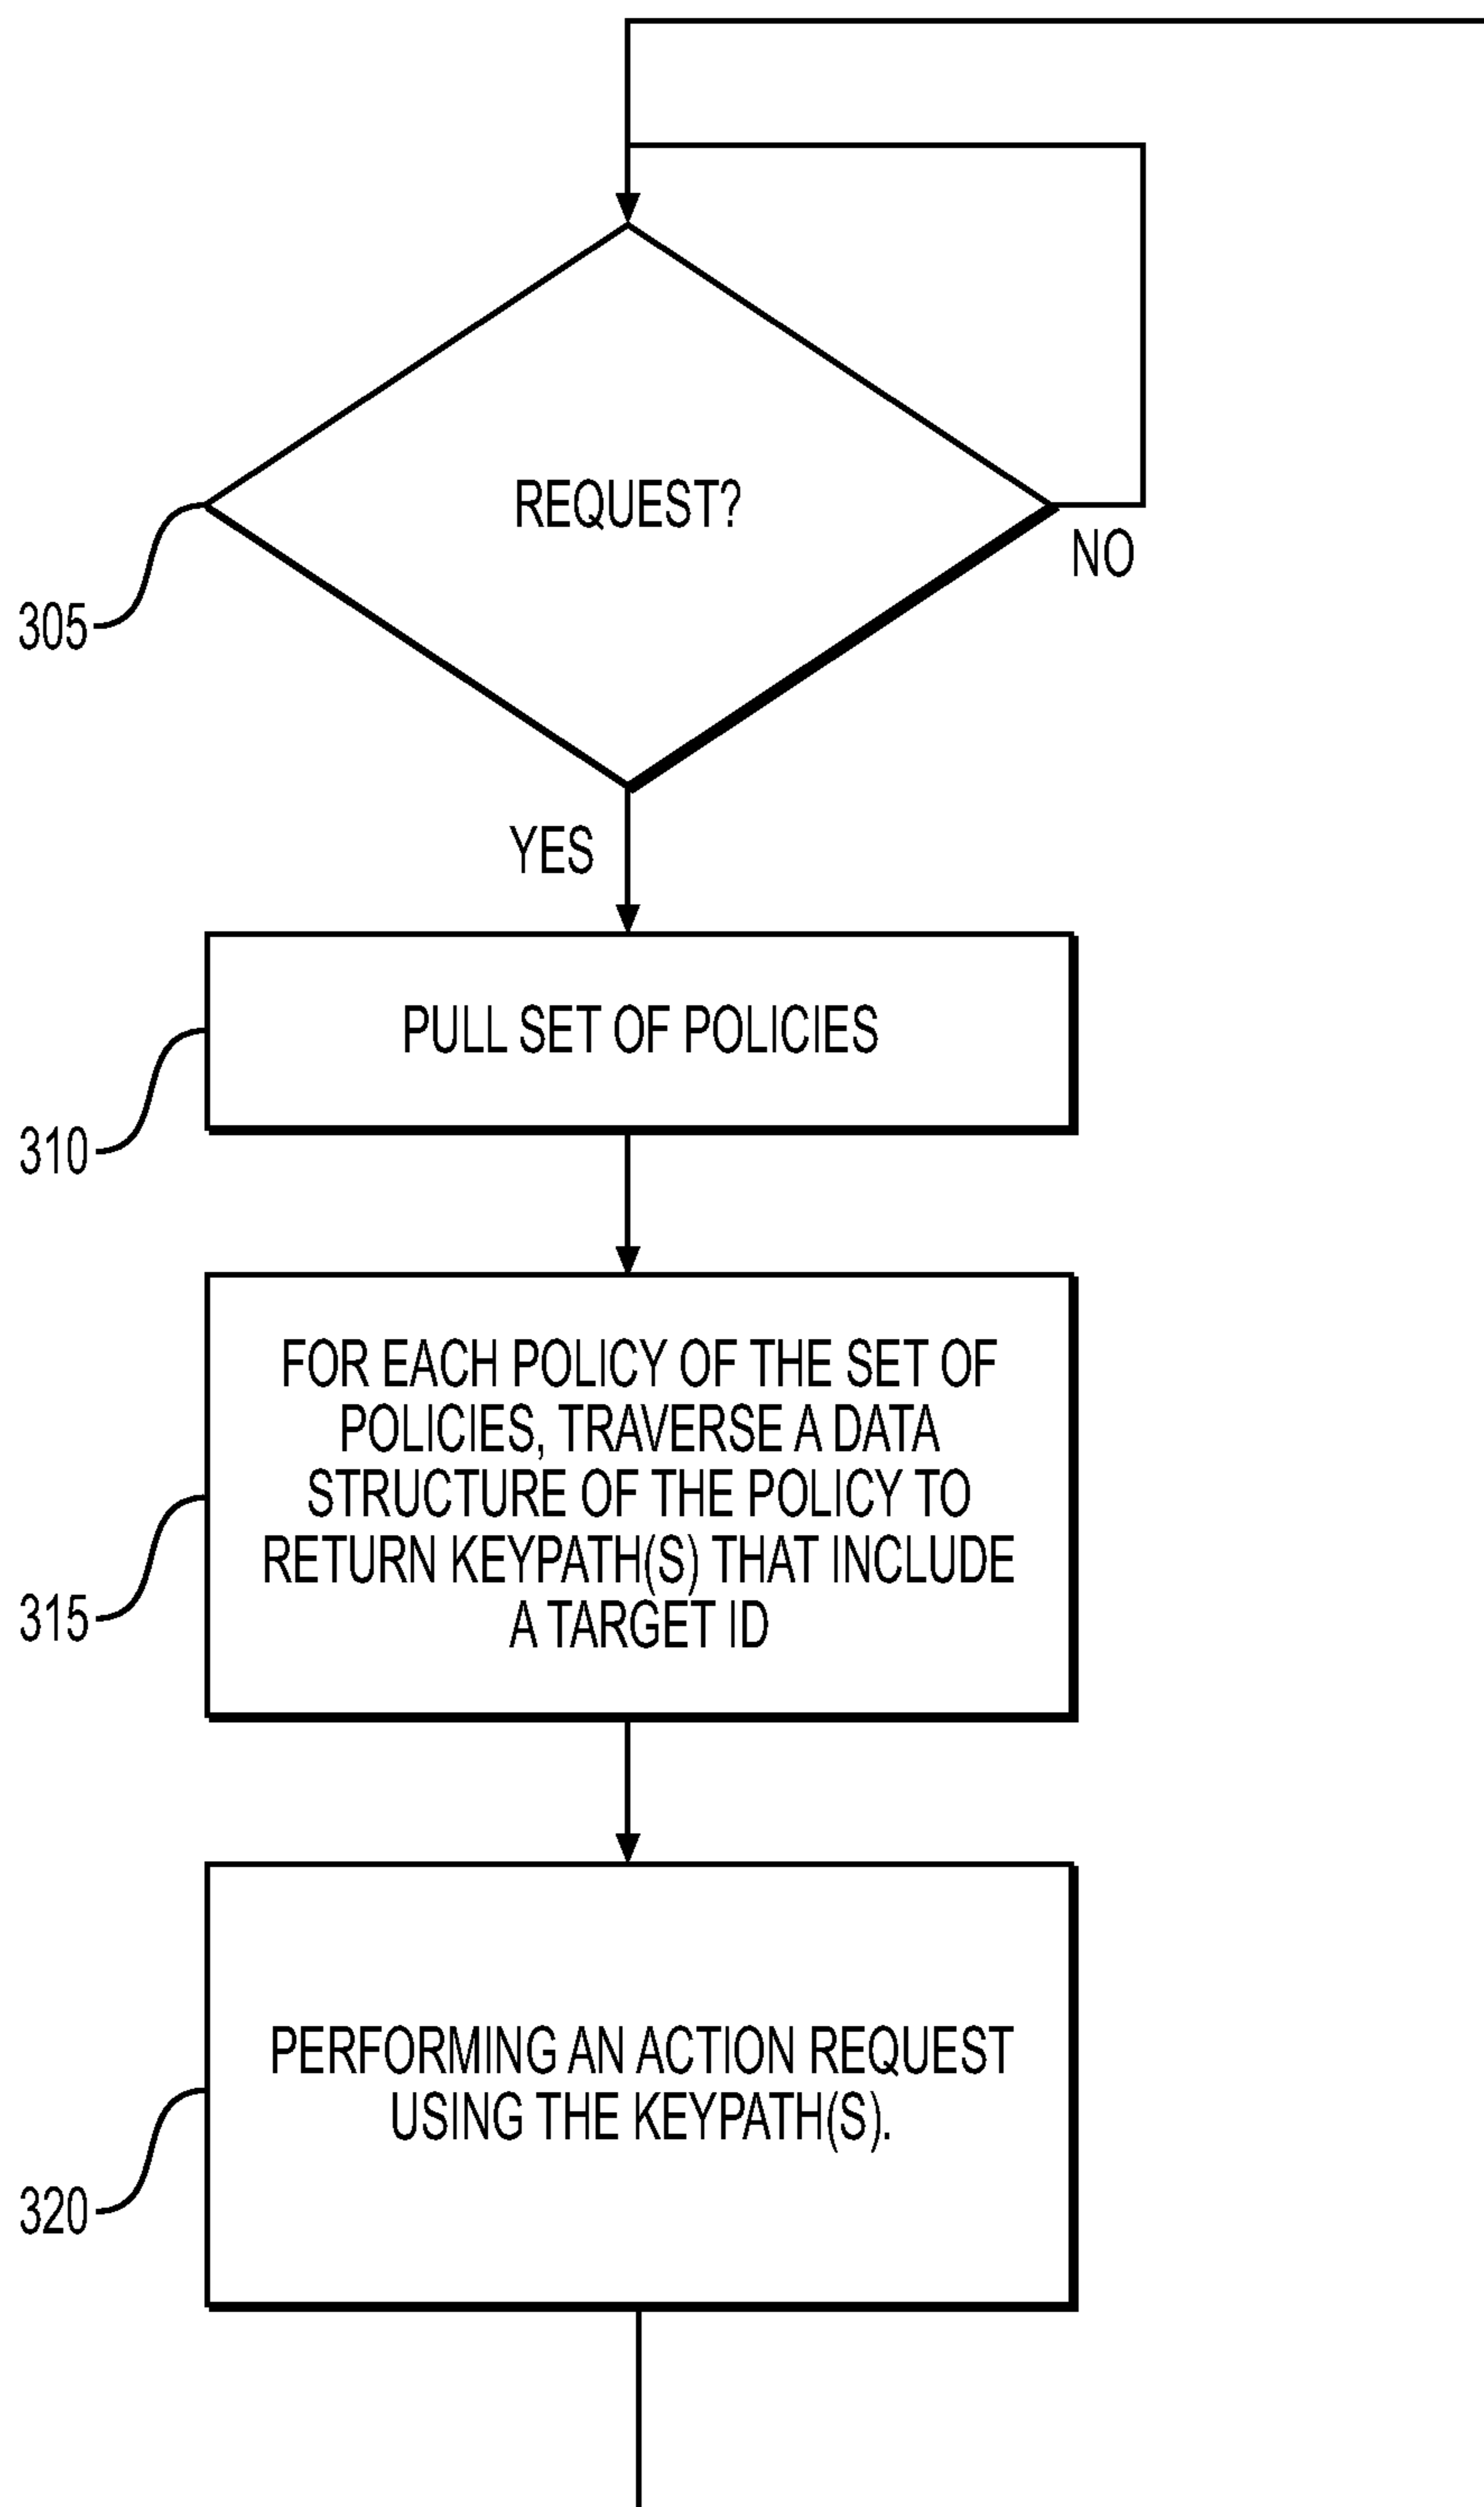 REQUEST?
NO
305
YES
PULL SET OF POLICIES
310
FOR EACH POLICY OF THE SET OF
POLICIES, TRAVERSE A DATA
STRUCTURE OF THE POLICY TO
RETURN KEYPATH(S) THAT INCLUDE
A TARGET ID
315
PERFORMING AN ACTION REQUEST
USING THE KEYPATH(S).
320